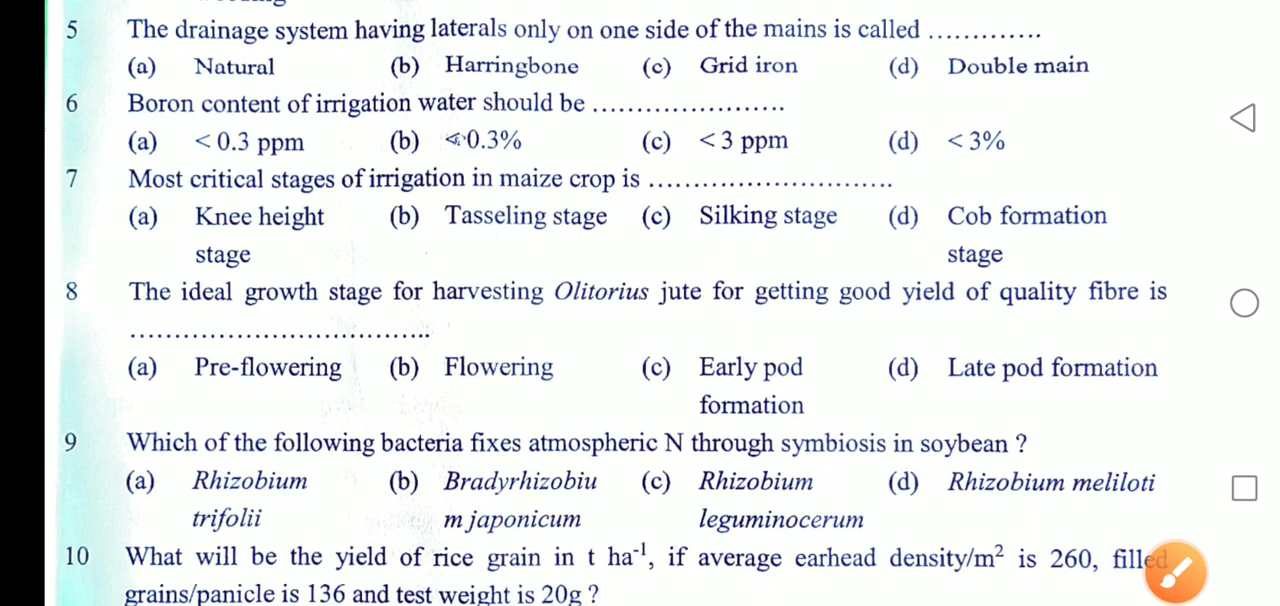 5 The drainage system having laterals only on one side of the mains is called .............
(a) Natural (b) Harringbone (c) Grid iron (d) Double main
6 Boron content of irrigation water should be ......................
(a) < 0.3 ppm (b) < 0.3% (c) < 3 ppm (d) < 3%
7 Most critical stages of irrigation in maize crop is ............................
(a) Knee height (b) Tasseling stage (c) Silking stage (d) Cob formation
stage stage
8 The ideal growth stage for harvesting Olitorius jute for getting good yield of quality fibre is
..................................
(a) Pre-flowering (b) Flowering (c) Early pod (d) Late pod formation
formation
9 Which of the following bacteria fixes atmospheric N through symbiosis in soybean ?
(a) Rhizobium (b) Bradyrhizobiu (c) Rhizobium (d) Rhizobium meliloti
trifolii m japonicum leguminocerum
10 What will be the yield of rice grain in t ha⁻¹, if average earhead density/m² is 260, filled
grains/panicle is 136 and test weight is 20g ?